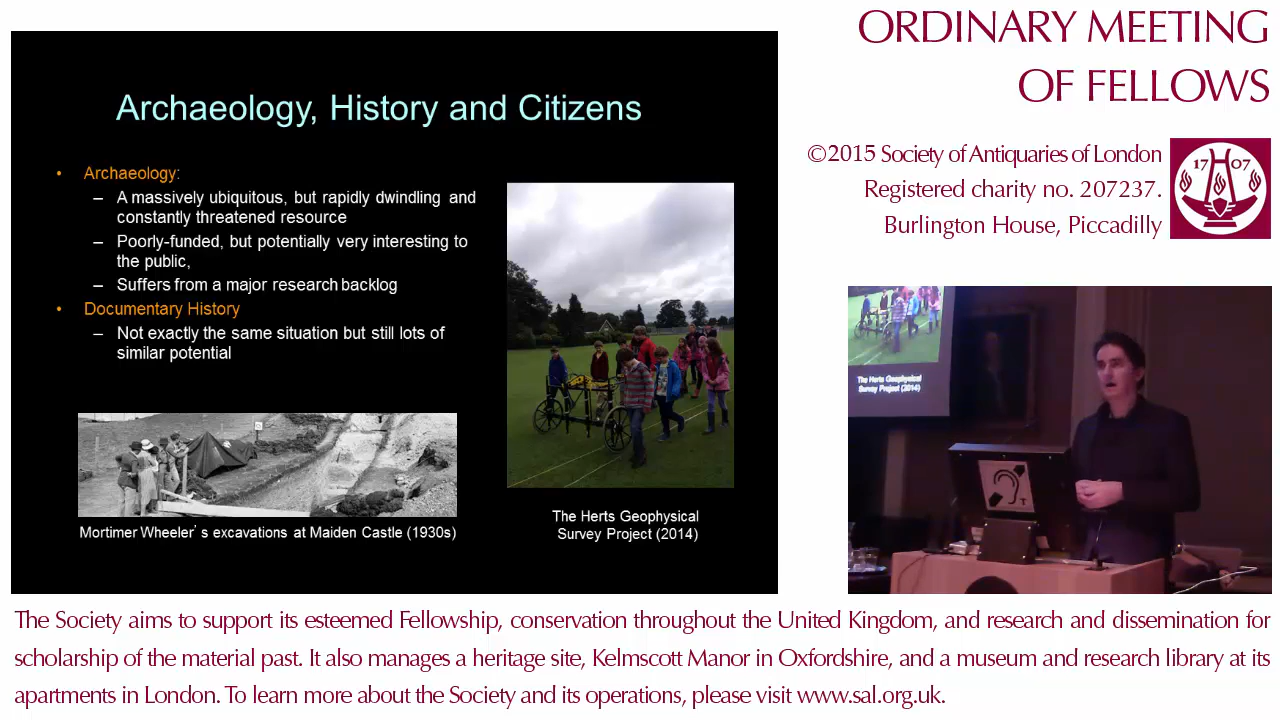 ORDINARY MEETING
OF FELLOWS
©2015 Society of Antiquaries of London
Registered charity no. 207237.
Burlington House, Piccadilly
17 07
Archaeology, History and Citizens
• Archaeology:
– A massively ubiquitous, but rapidly dwindling and
constantly threatened resource
– Poorly-funded, but potentially very interesting to
the public,
– Suffers from a major research backlog
• Documentary History
– Not exactly the same situation but still lots of
similar potential
Mortimer Wheeler's excavations at Maiden Castle (1930s)
The Herts Geophysical
Survey Project (2014)
The Herts Geophysical
Survey Project (2014)
T
The Society aims to support its esteemed Fellowship, conservation throughout the United Kingdom, and research and dissemination for
scholarship of the material past. It also manages a heritage site, Kelmscott Manor in Oxfordshire, and a museum and research library at its
apartments in London. To learn more about the Society and its operations, please visit www.sal.org.uk.